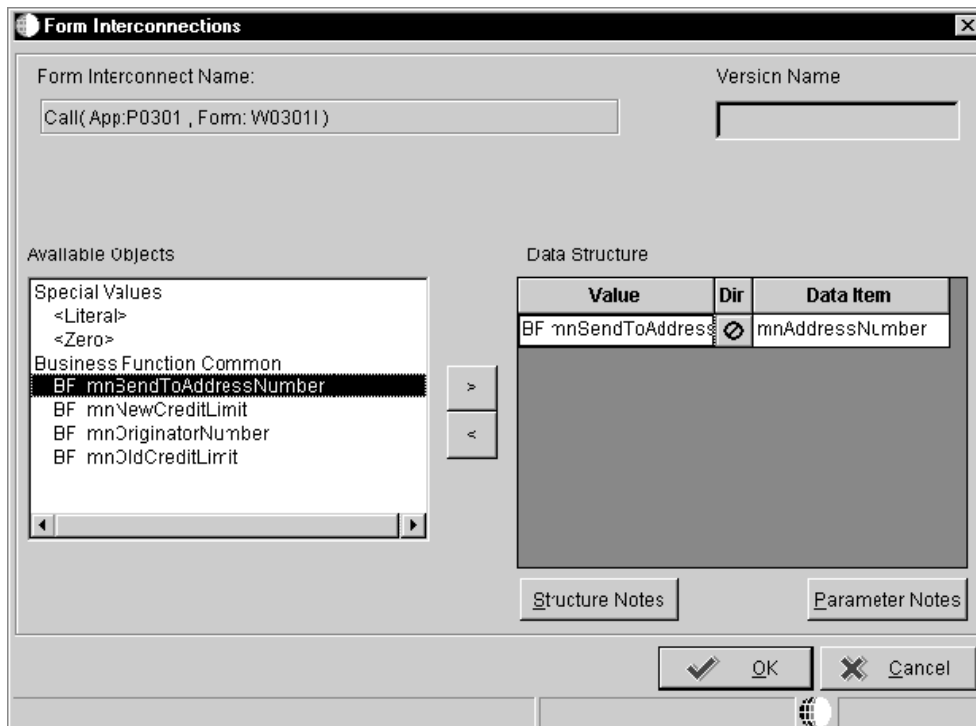 Form Interconnections
Form Interconnect Name:
Version Name
Call( App:P0301 , Form: W0301I )
Available Objects
Data Structure
Special Values
<Literal>
<Zero>
Business Function Common
BF mnSendToAddressNumber
BF mnNewCreditLimit
BF mnOriginatorNumber
BF mnOldCreditLimit
>
<
Value Dir Data Item
BF mnSendToAddress mnAddressNumber
Structure Notes
Parameter Notes
OK
Cancel